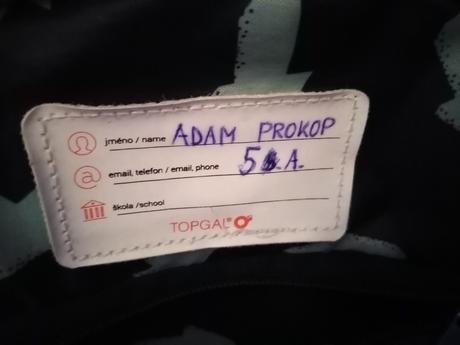 jméno / name ADAM PROKOP
email, telefon / email, phone 5.A.
škola /school
TOPGAL®